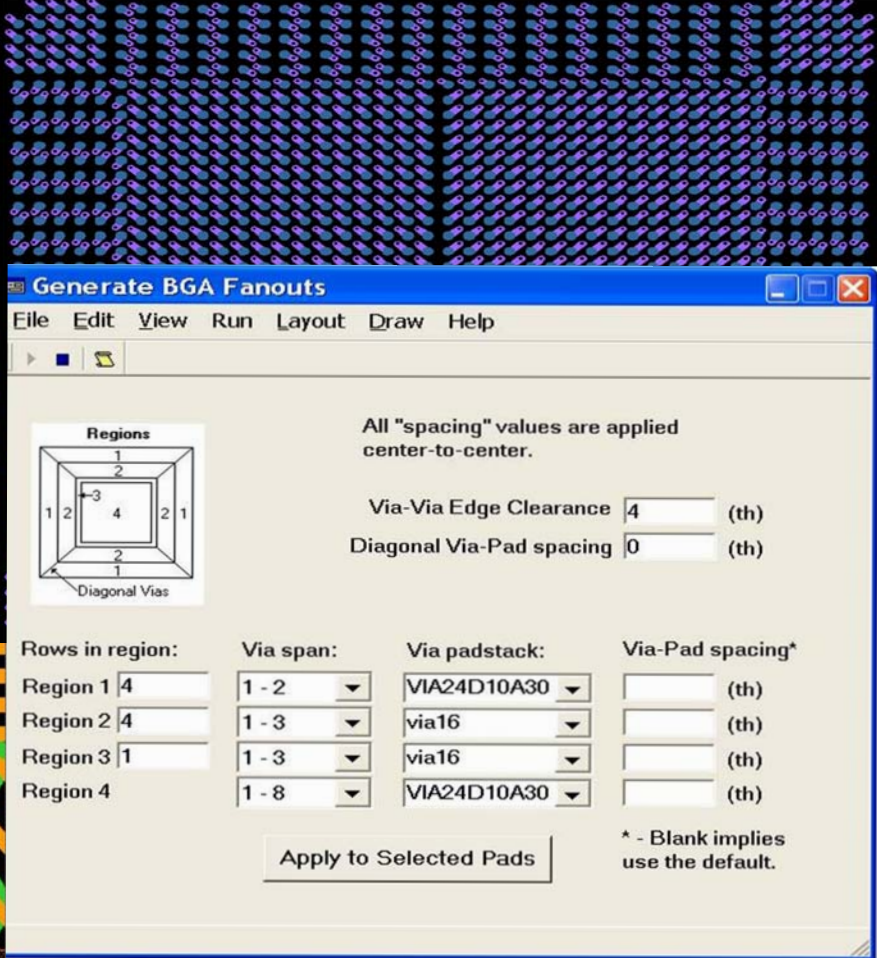 Generate BGA Fanouts
File Edit View Run Layout Draw Help
Regions
1
2
3
1 2 4 2 1
2
1
Diagonal Vias
All "spacing" values are applied
center-to-center.
Via-Via Edge Clearance 4 (th)
Diagonal Via-Pad spacing 0 (th)
Rows in region: Via span: Via padstack: Via-Pad spacing*
Region 1 4 1 - 2 VIA24D10A30 (th)
Region 2 4 1 - 3 via16 (th)
Region 3 1 1 - 3 via16 (th)
Region 4 1 - 8 VIA24D10A30 (th)
Apply to Selected Pads
* - Blank implies
use the default.